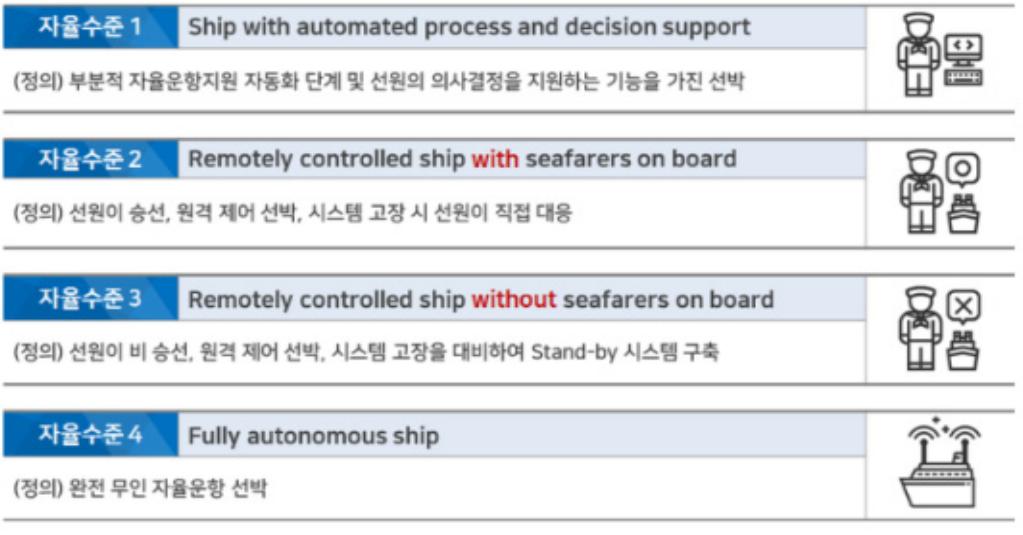 자율수준 1
Ship with automated process and decision support
(정의) 부분적 자율운항지원 자동화 단계 및 선원의 의사결정을 지원하는 기능을 가진 선박
자율수준 2
Remotely controlled ship with seafarers on board
(정의) 선원이 승선, 원격 제어 선박, 시스템 고장 시 선원이 직접 대응
자율수준 3
Remotely controlled ship without seafarers on board
(정의) 선원이 비 승선, 원격 제어 선박, 시스템 고장을 대비하여 Stand-by 시스템 구축
자율수준 4
Fully autonomous ship
(정의) 완전 무인 자율운항 선박